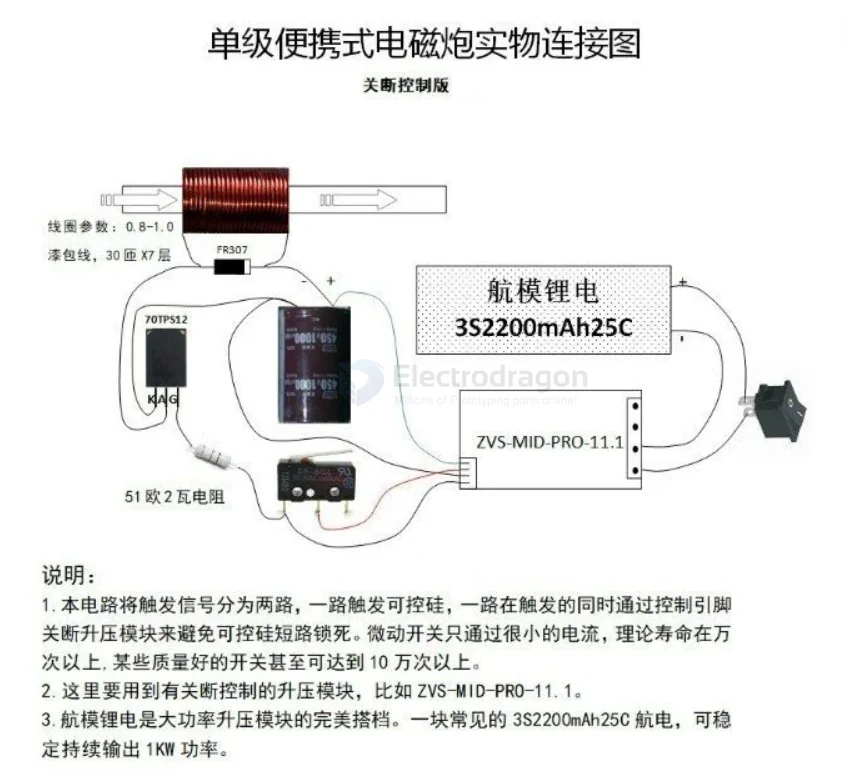 单级便携式电磁炮实物连接图
关断控制版
线圈参数：0.8-1.0
漆包线，30匝X7层
FR307
- +
70TPS12
KAG
450V1000
450V1000
航模锂电
3S2200mAh25C
+
-
Electrodragon
Millions of Prototyping parts online!
ZVS-MID-PRO-11.1
51欧2瓦电阻
说明：
1.本电路将触发信号分为两路，一路触发可控硅，一路在触发的同时通过控制引脚
关断升压模块来避免可控硅短路锁死。微动开关只通过很小的电流，理论寿命在万
次以上,某些质量好的开关甚至可达到10万次以上。
2.这里要用到有关断控制的升压模块，比如ZVS-MID-PRO-11.1。
3.航模锂电是大功率升压模块的完美搭档。一块常见的3S2200mAh25C航电，可稳
定持续输出1KW功率。